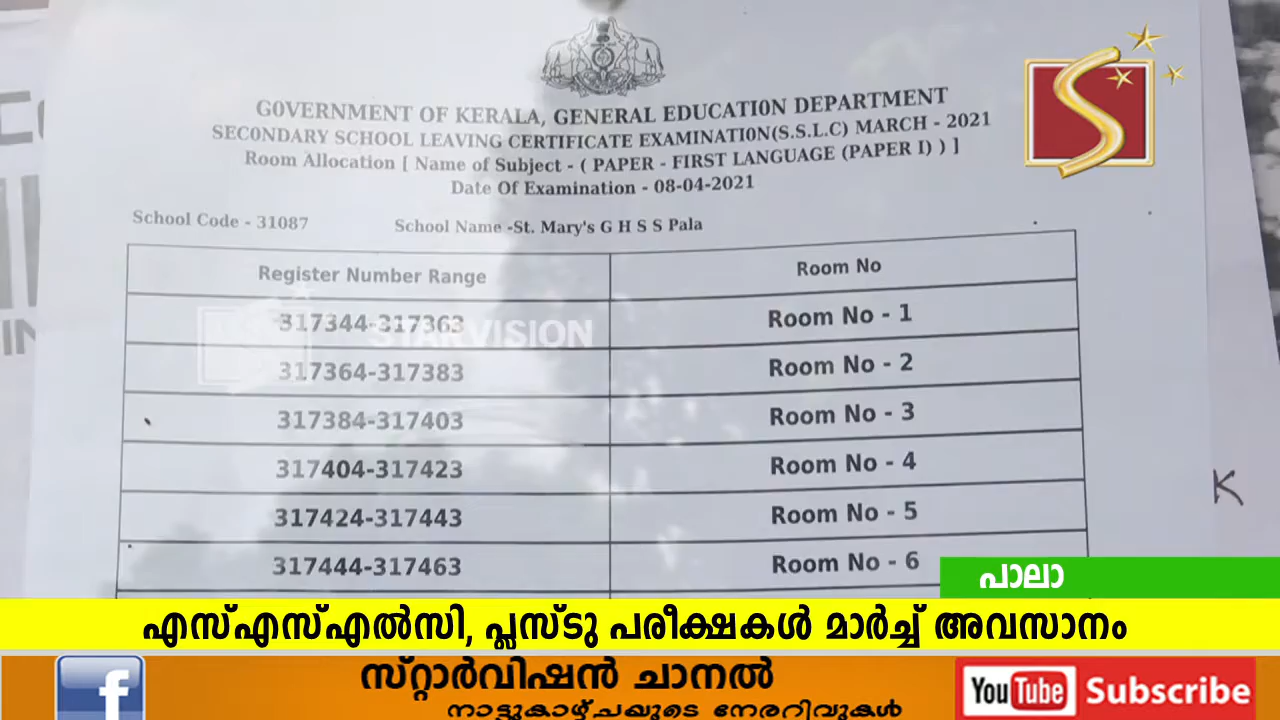 GOVERNMENT OF KERALA, GENERAL EDUCATION DEPARTMENT
SECONDARY SCHOOL LEAVING CERTIFICATE EXAMINATION(S.S.L.C) MARCH - 2021
Room Allocation [ Name of Subject - ( PAPER - FIRST LANGUAGE (PAPER I) ) ]
Date Of Examination - 08-04-2021
School Code - 31087 School Name -St. Mary's G H S S Pala
Register Number Range Room No
317344-317363 Room No - 1
STARVISION
317364-317383 Room No - 2
317384-317403 Room No - 3
317404-317423 Room No - 4
317424-317443 Room No - 5
317444-317463 Room No - 6
K
പാലാ
എസ്എസ്എൽസി, പ്ലസ്ടു പരീക്ഷകൾ മാർച്ച് അവസാനം
f സ്റ്റാർവിഷൻ ചാനൽ YouTube Subscribe
നാട്ടുകാഴ്ചയുടെ നേരറിവുകൾ